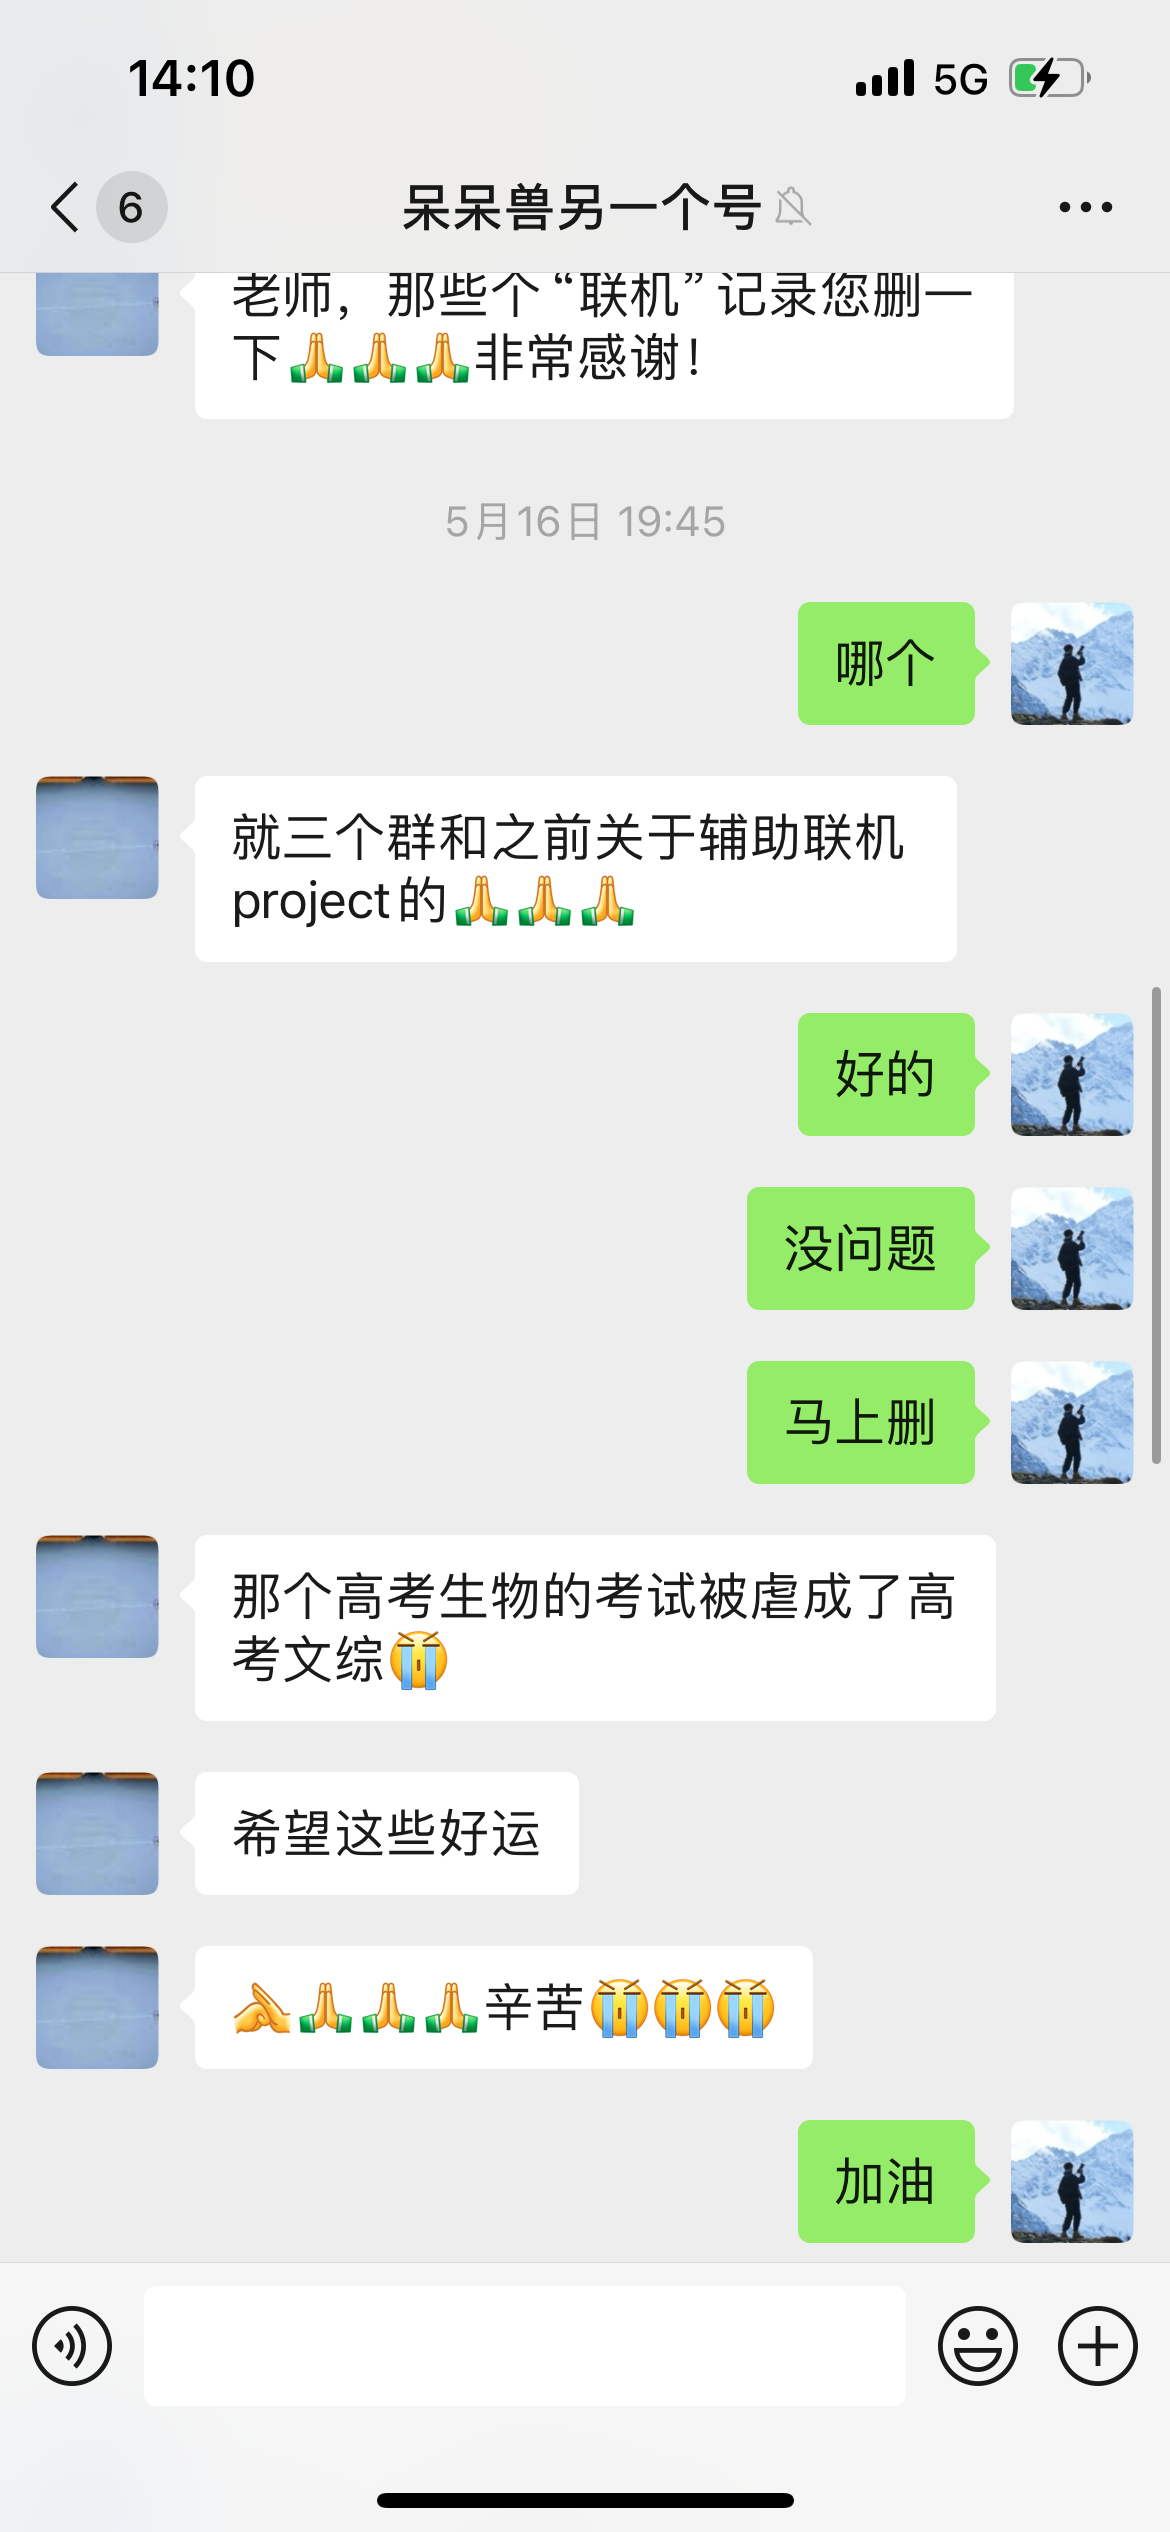 14:10
5G
6
呆呆兽另一个号
老师，那些个“联机”记录您删一
下🙏🙏🙏非常感谢！
5月16日 19:45
哪个
就三个群和之前关于辅助联机
project的🙏🙏🙏
好的
没问题
马上删
那个高考生物的考试被虐成了高
考文综😭
希望这些好运
🙏🙏🙏辛苦😭😭😭
加油